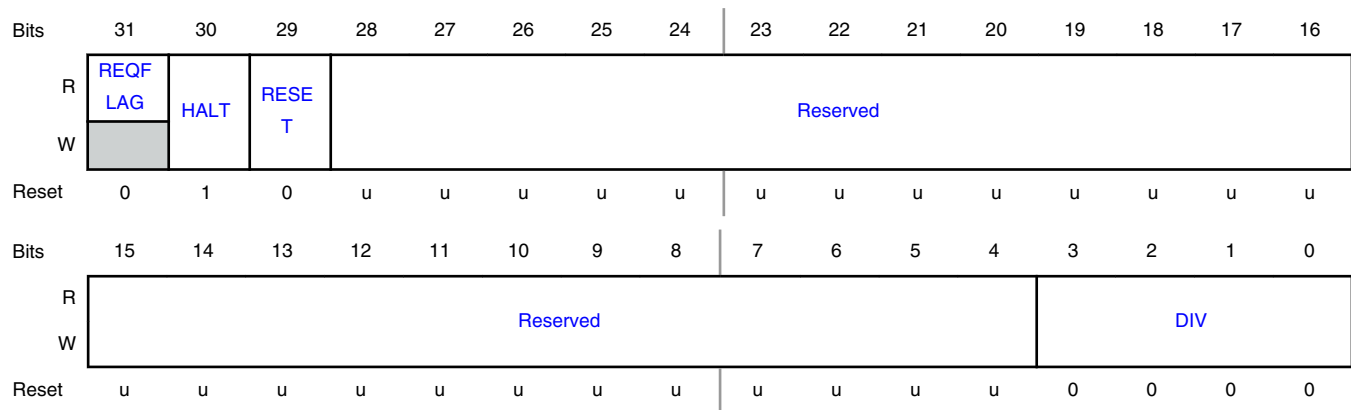 Bits 31 30 29 28 27 26 25 24 23 22 21 20 19 18 17 16
R
W
REQF
LAG
HALT
RESE
T
Reserved
Reset 0 1 0 u u u u u u u u u u u u u
Bits 15 14 13 12 11 10 9 8 7 6 5 4 3 2 1 0
R
W
Reserved
DIV
Reset u u u u u u u u u u u u 0 0 0 0